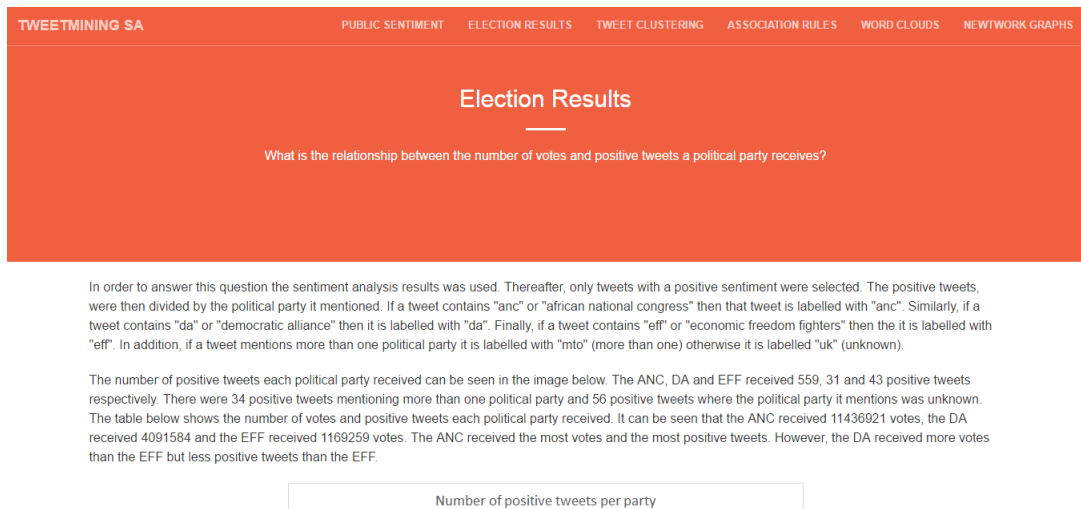 TWEETMINING SA
PUBLIC SENTIMENT
ELECTION RESULTS
TWEET CLUSTERING
ASSOCIATION RULES
WORD CLOUDS
NEWTWORK GRAPHS
Election Results
What is the relationship between the number of votes and positive tweets a political party receives?
In order to answer this question the sentiment analysis results was used. Thereafter, only tweets with a positive sentiment were selected. The positive tweets,
were then divided by the political party it mentioned. If a tweet contains "anc" or "african national congress" then that tweet is labelled with "anc". Similarly, if a
tweet contains "da" or "democratic alliance" then it is labelled with "da". Finally, if a tweet contains "eff" or "economic freedom fighters" then the it is labelled with
"eff". In addition, if a tweet mentions more than one political party it is labelled with "mto" (more than one) otherwise it is labelled "uk" (unknown).
The number of positive tweets each political party received can be seen in the image below. The ANC, DA and EFF received 559, 31 and 43 positive tweets
respectively. There were 34 positive tweets mentioning more than one political party and 56 positive tweets where the political party it mentions was unknown.
The table below shows the number of votes and positive tweets each political party received. It can be seen that the ANC received 11436921 votes, the DA
received 4091584 and the EFF received 1169259 votes. The ANC received the most votes and the most positive tweets. However, the DA received more votes
than the EFF but less positive tweets than the EFF.
Number of positive tweets per party